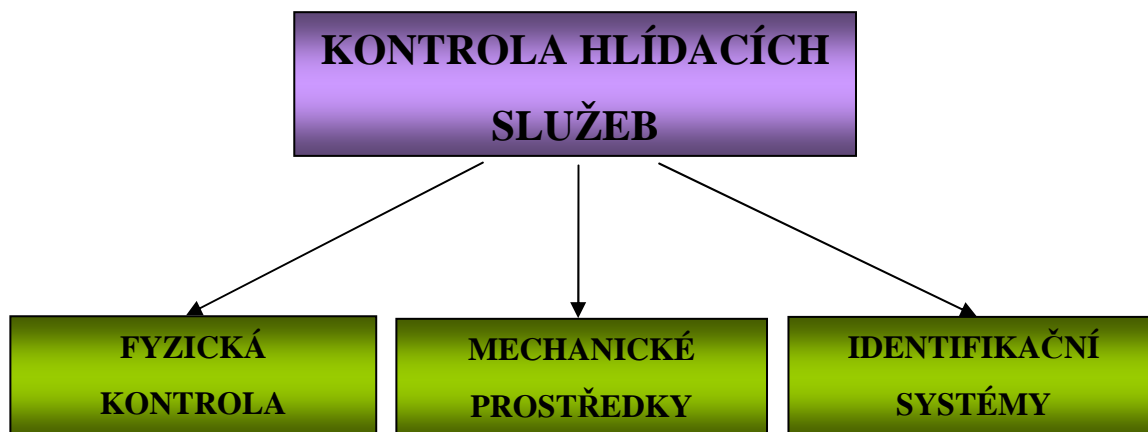 KONTROLA HLÍDACÍCH
SLUŽEB
FYZICKÁ
KONTROLA
MECHANICKÉ
PROSTŘEDKY
IDENTIFIKAČNÍ
SYSTÉMY